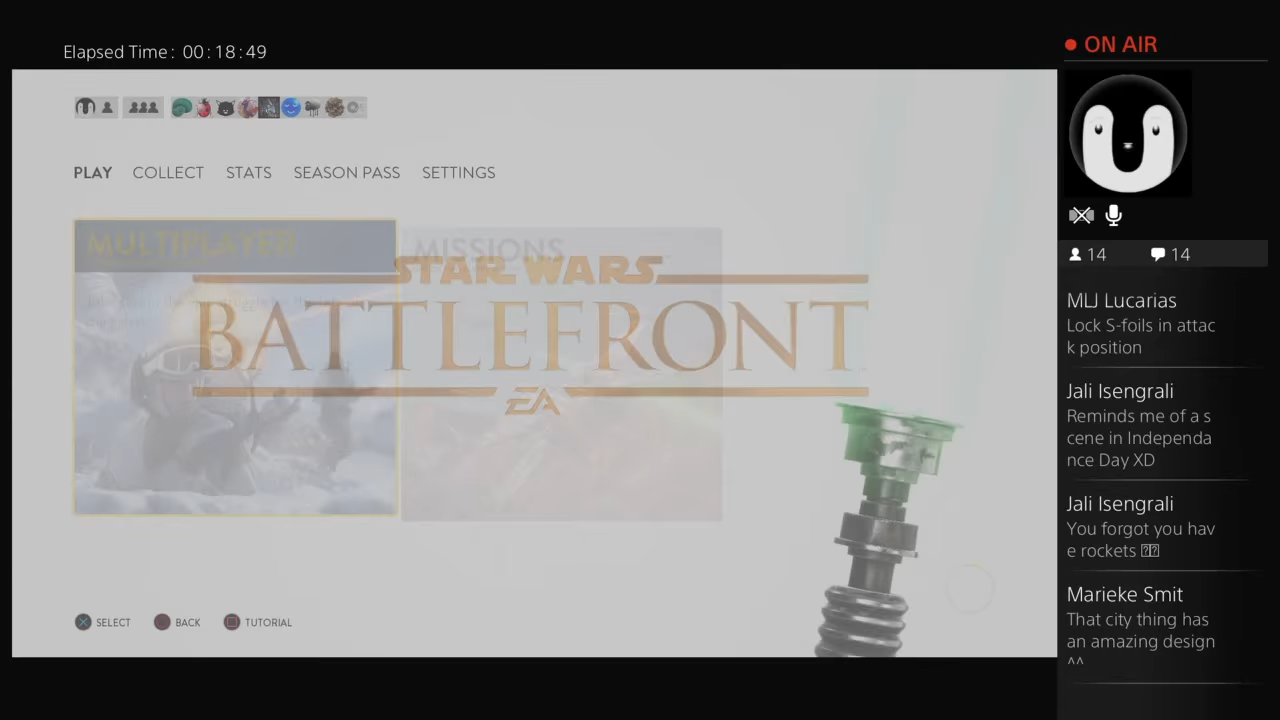 Elapsed Time: 00:18:49
ON AIR
PLAY COLLECT STATS SEASON PASS SETTINGS
MULTIPLAYER
MISSIONS
STAR WARS
BATTLEFRONT
EA
SELECT BACK TUTORIAL
14 14
MLJ Lucarias
Lock S-foils in attac
k position
Jali Isengrali
Reminds me of a s
cene in Independa
nce Day XD
Jali Isengrali
You forgot you hav
e rockets
Marieke Smit
That city thing has
an amazing design
^^